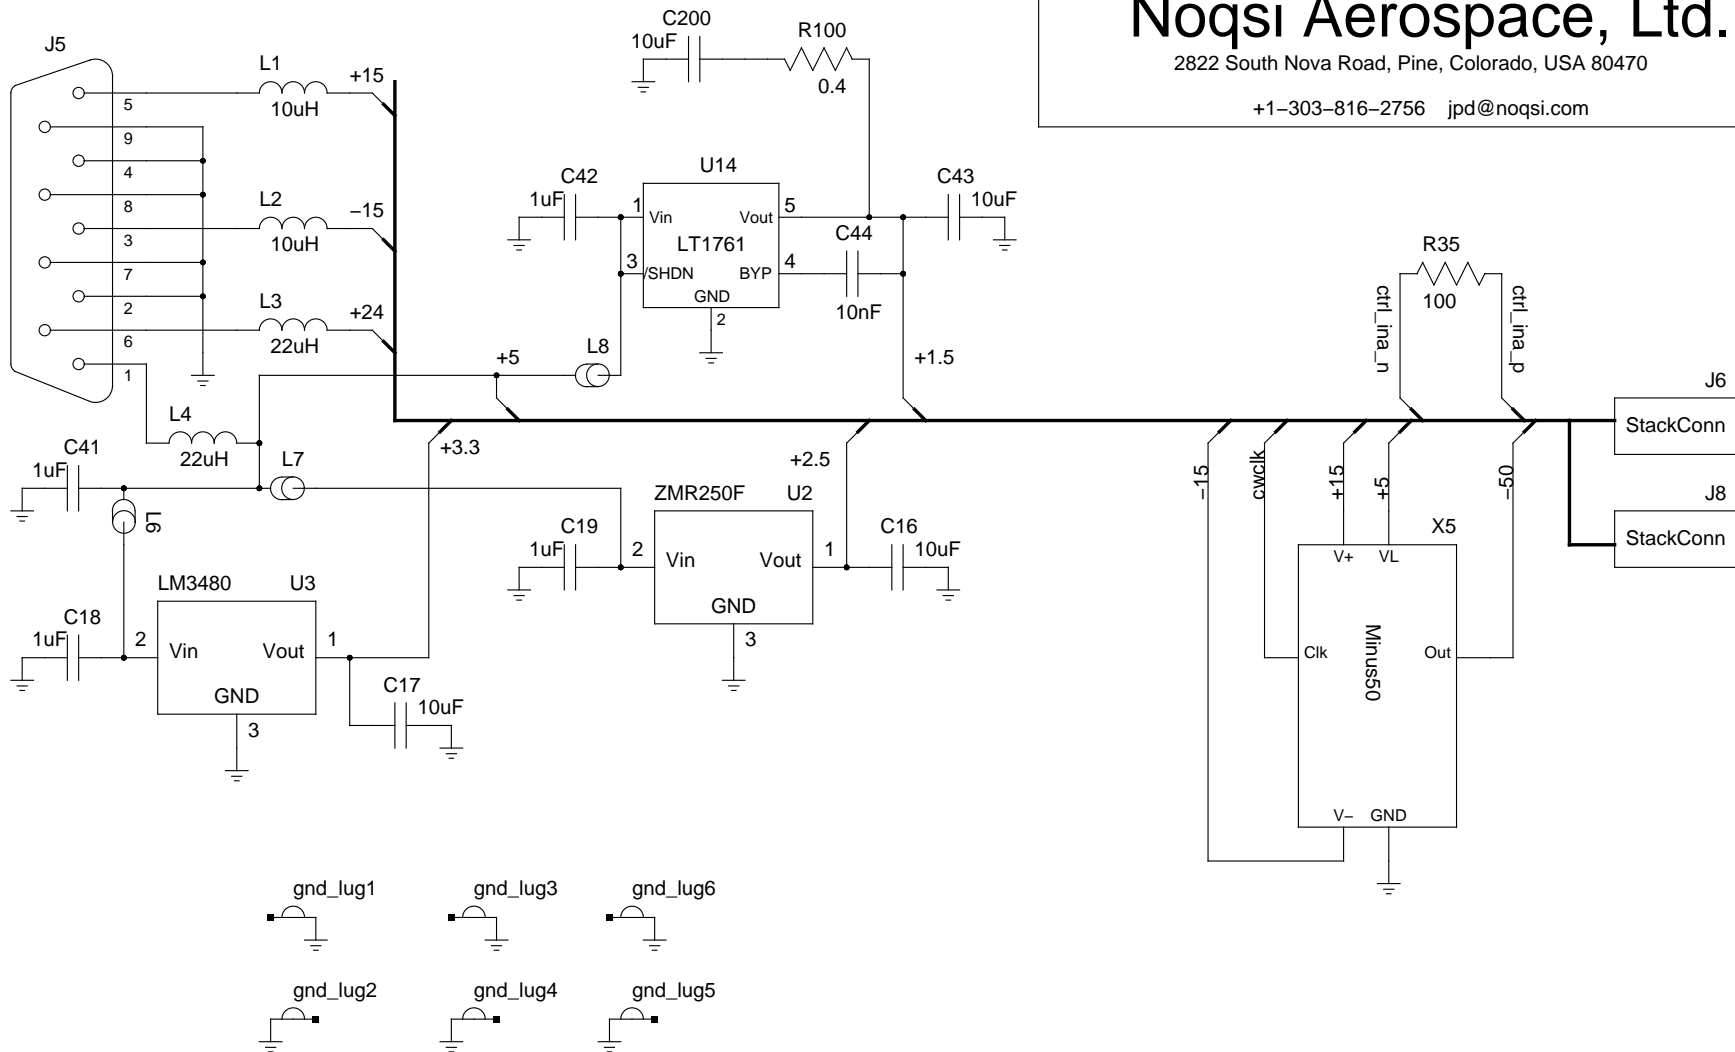 Noqsi Aerospace, Ltd.
2822 South Nova Road, Pine, Colorado, USA 80470
+1−303−816−2756 jpd@noqsi.com
J5
5
9
4
8
3
7
2
6
1
L1
10uH
+15
L2
10uH
−15
L3
22uH
+24
L4
22uH
C200
10uF
R100
0.4
U14
C42
1uF
1
Vin
Vout
5
LT1761
3
/SHDN
BYP
4
GND
2
C43
10uF
C44
10nF
L8
+5
+1.5
R35
100
ctrl_ina_n
ctrl_ina_p
J6
StackConn
J8
StackConn
C41
1uF
L7
L6
+3.3
+2.5
LM3480
U3
C18
1uF
2
Vin
Vout
1
GND
3
C17
10uF
ZMR250F
U2
C19
1uF
2
Vin
Vout
1
GND
3
C16
10uF
−15
cwclk
+15
+5
−50
X5
V+
VL
Clk
Out
Minus50
V−
GND
gnd_lug1
gnd_lug3
gnd_lug6
gnd_lug2
gnd_lug4
gnd_lug5